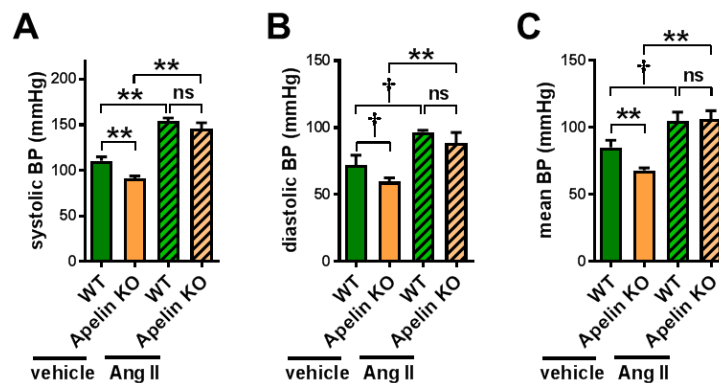 A
systolic BP (mmHg)
200
150
100
50
0
**
**
**
ns
WT
Apelin KO
WT
Apelin KO
vehicle
Ang II
B
diastolic BP (mmHg)
150
100
50
0
**
†
†
ns
WT
Apelin KO
WT
Apelin KO
vehicle
Ang II
C
mean BP (mmHg)
150
100
50
0
**
†
**
ns
WT
Apelin KO
WT
Apelin KO
vehicle
Ang II